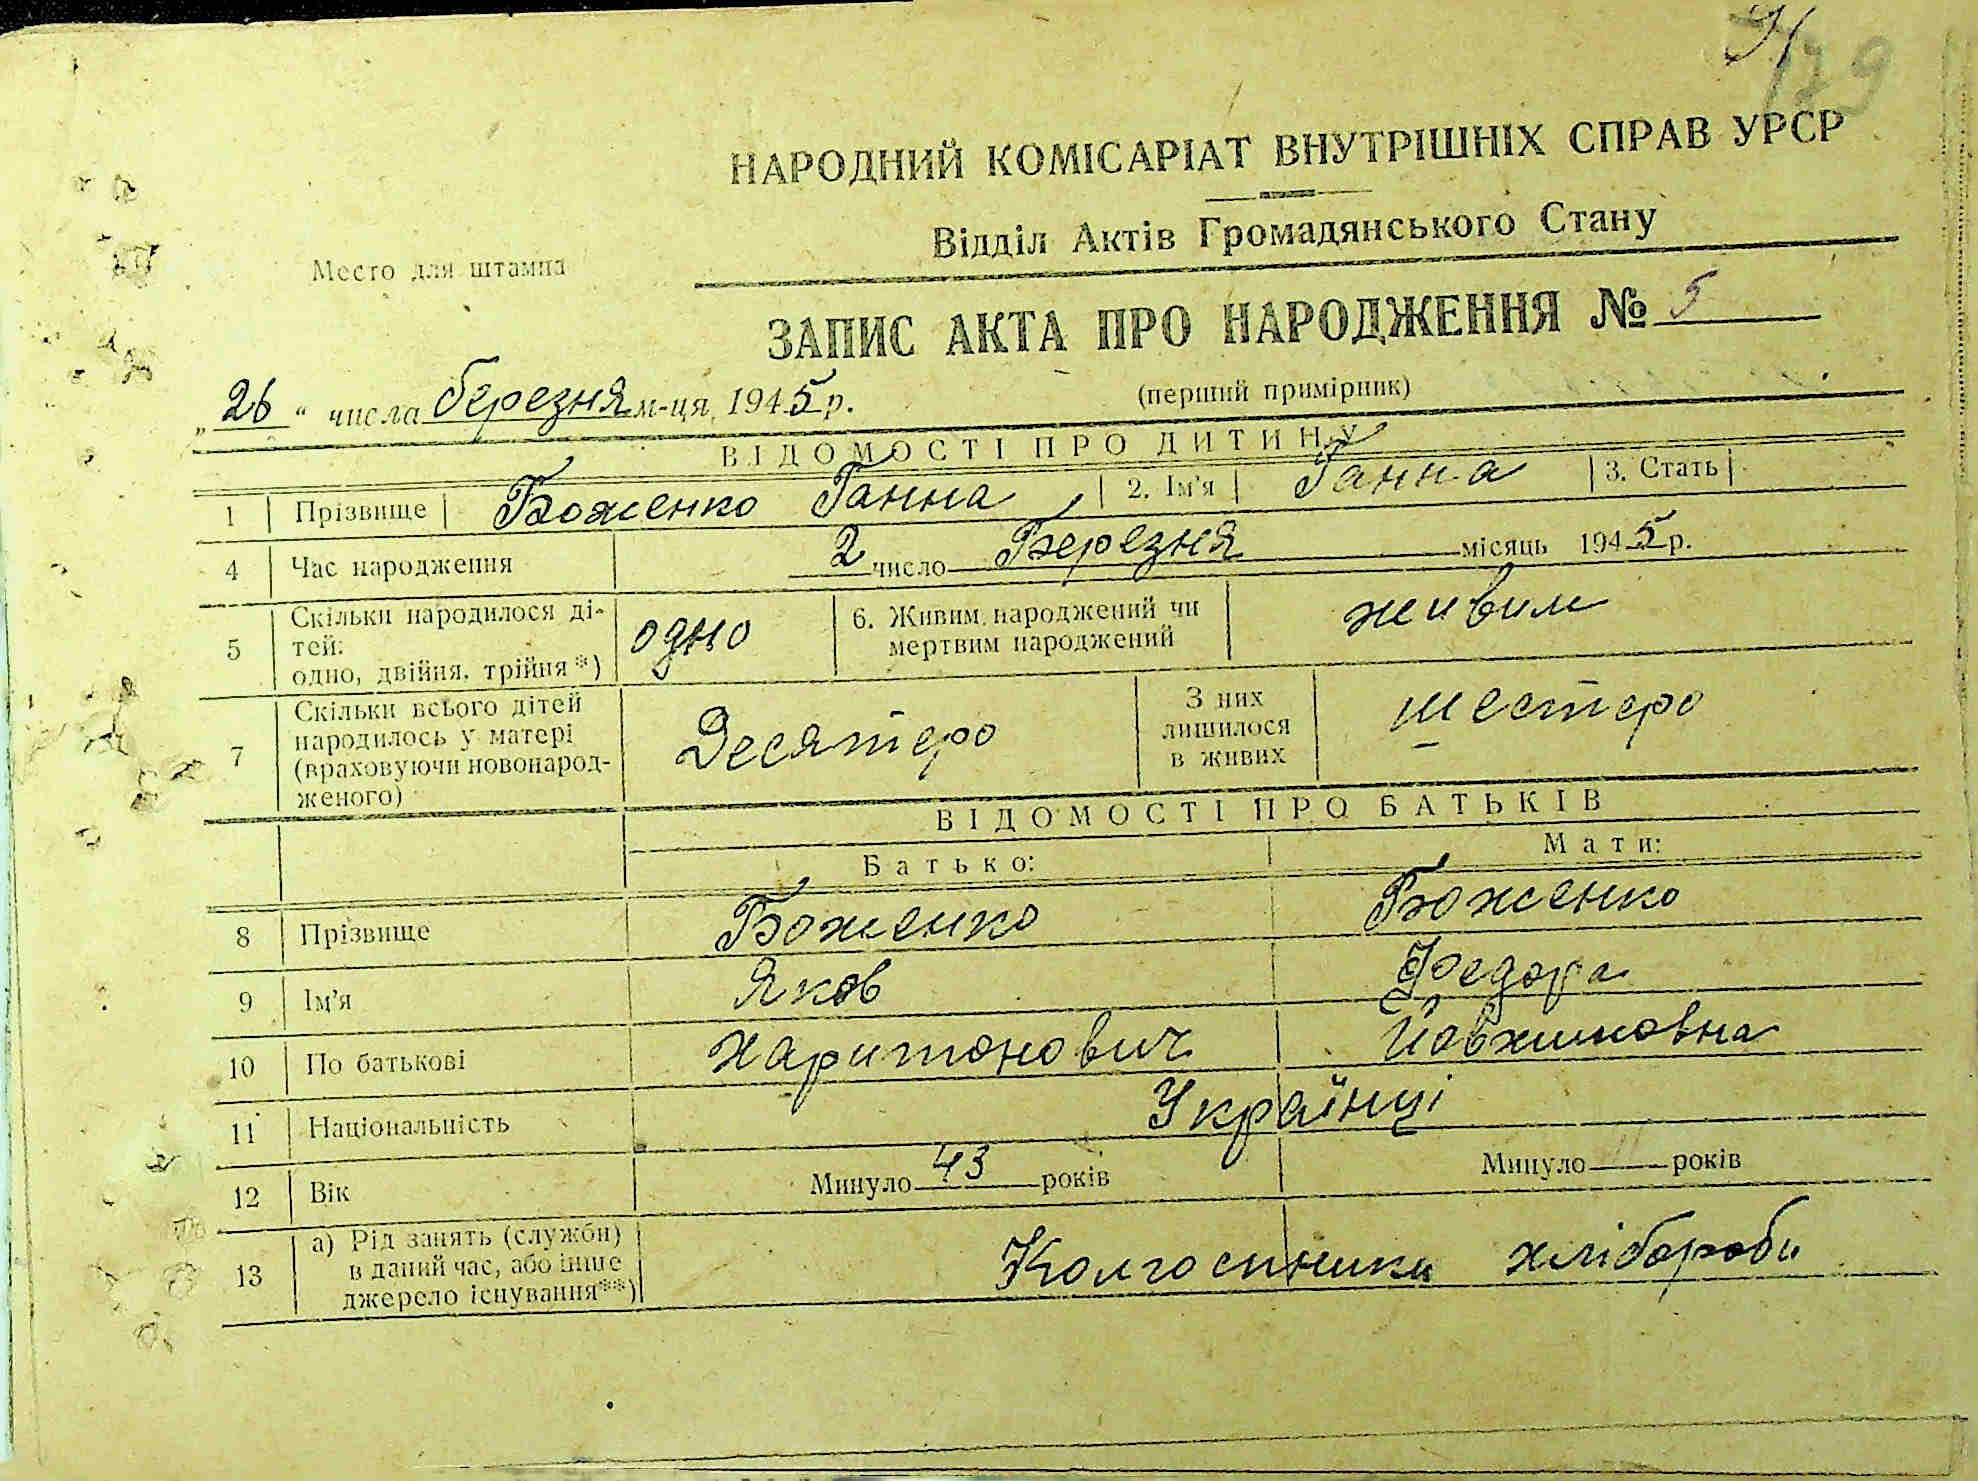 179
НАРОДНИЙ КОМІСАРІАТ ВНУТРІШНІХ СПРАВ УРСР
Відділ Актів Громадянського Стану
Место для штампа
ЗАПИС АКТА ПРО НАРОДЖЕННЯ № 5
„26“ числа березня м-ця 1945 р.
(перший примірник)
ВІДОМОСТІ ПРО ДИТИНУ
1 Прізвище Боженко Ганна 2. Ім'я Ганна 3. Стать
4 Час народження 2 число Березня місяць 1945 р.
5 Скільки народилося ді-
тей:
одно, двійня, трійня*) одно 6. Живим народжений чи
мертвим народжений живим
7 Скільки всього дітей
народилось у матері
(враховуючи новонарод-
женого) Десятеро З них
лишилося
в живих шестеро
ВІДОМОСТІ ПРО БАТЬКІВ
Батько: Мати:
8 Прізвище Боженко Боженко
9 Ім'я Яков Федора
10 По батькові Харитонович
11 Національність Українці
12 Вік Минуло 43 років Минуло років
13 а) Рід занять (служби)
в даний час, або інше
джерело існування**) Колгоспники хлібороби